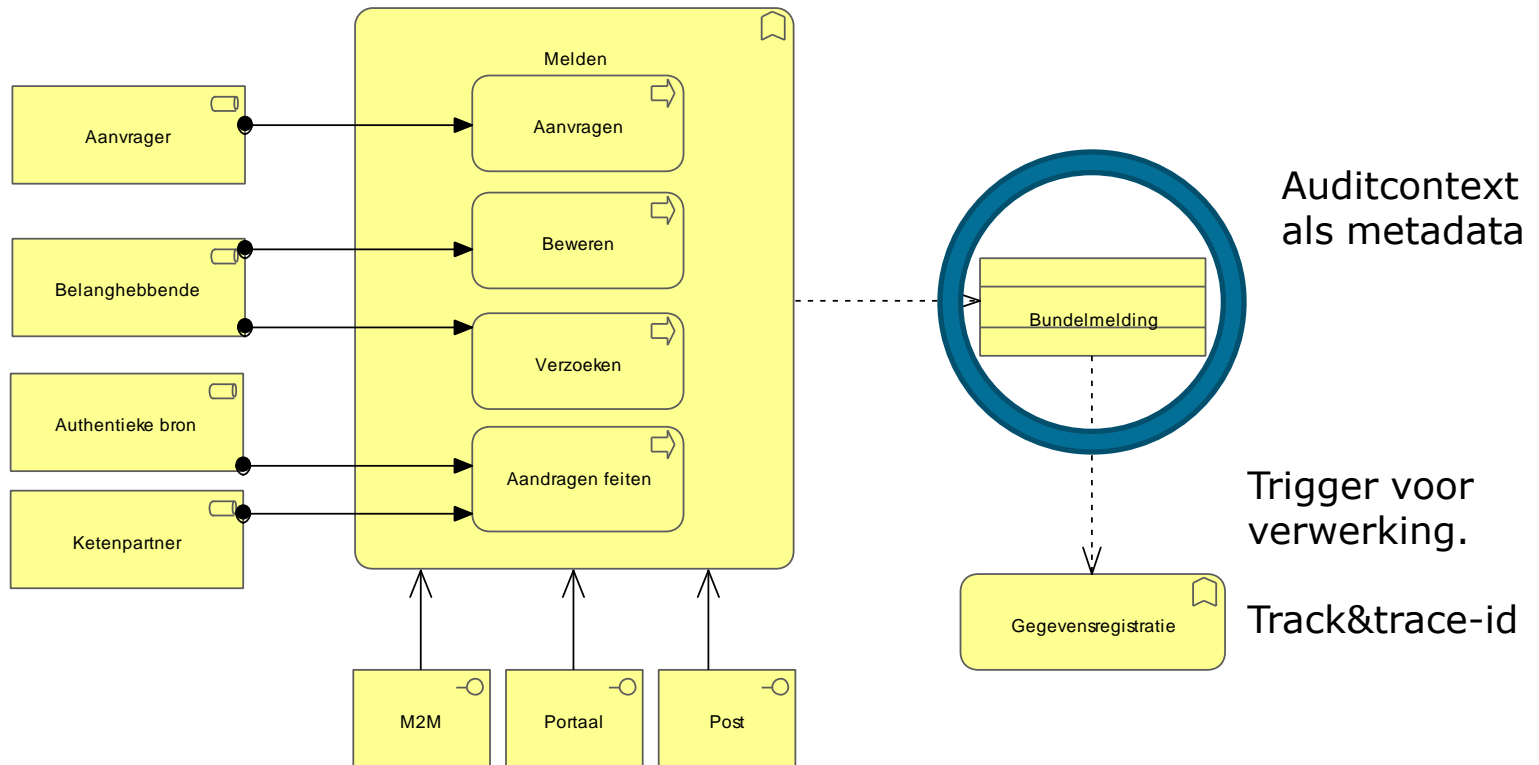 Melden
Aanvrager
Aanvragen
Belanghebbende
Beweren
Verzoeken
Authentieke bron
Aandragen feiten
Ketenpartner
M2M
Portaal
Post
Bundelmelding
Auditcontext
als metadata
Trigger voor
verwerking.
Gegevensregistratie
Track&trace-id